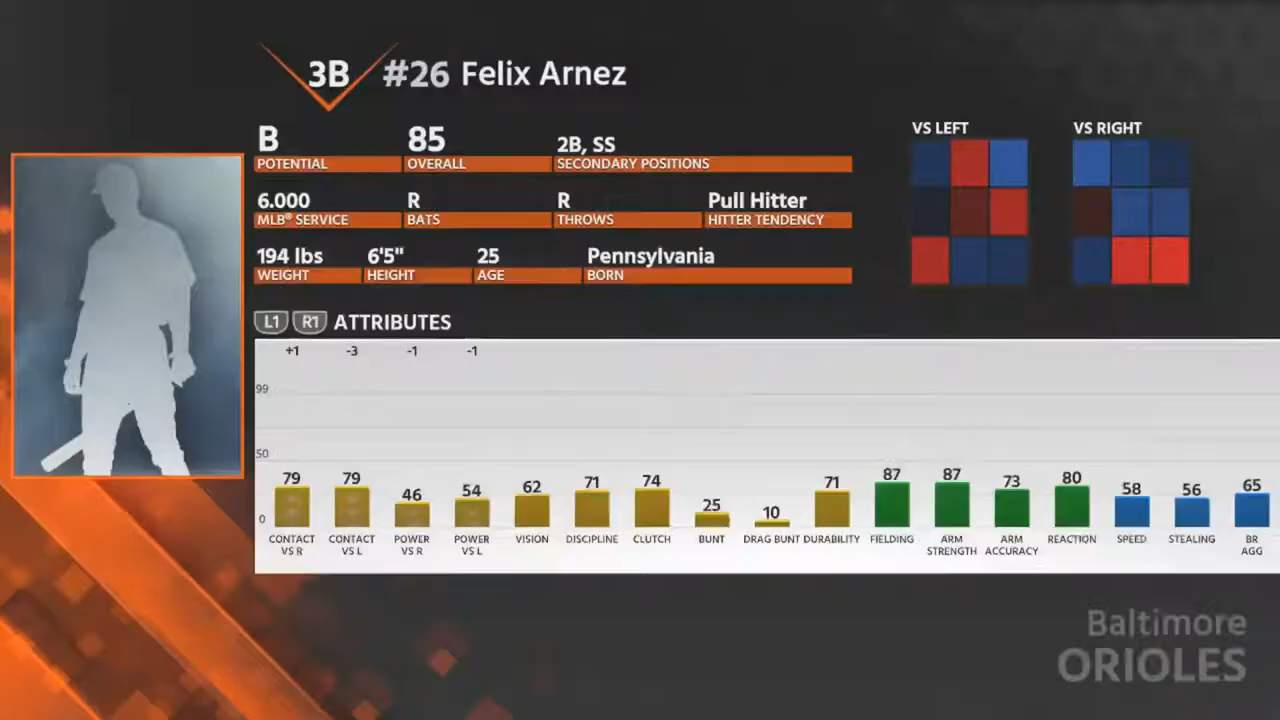 3B #26 Felix Arnez
B 85 2B, SS
POTENTIAL OVERALL SECONDARY POSITIONS
6.000 R R Pull Hitter
MLB® SERVICE BATS THROWS HITTER TENDENCY
194 lbs 6'5" 25 Pennsylvania
WEIGHT HEIGHT AGE BORN
VS LEFT VS RIGHT
L1 R1 ATTRIBUTES
+1 -3 -1 -1
99
50
0
79 79 46 54 62 71 74 25 10 71 87 87 73 80 58 56 65
CONTACT CONTACT POWER POWER VISION DISCIPLINE CLUTCH BUNT DRAG BUNT DURABILITY FIELDING ARM ARM REACTION SPEED STEALING BR
VS R VS L VS R VS L STRENGTH ACCURACY AGG
Baltimore
ORIOLES